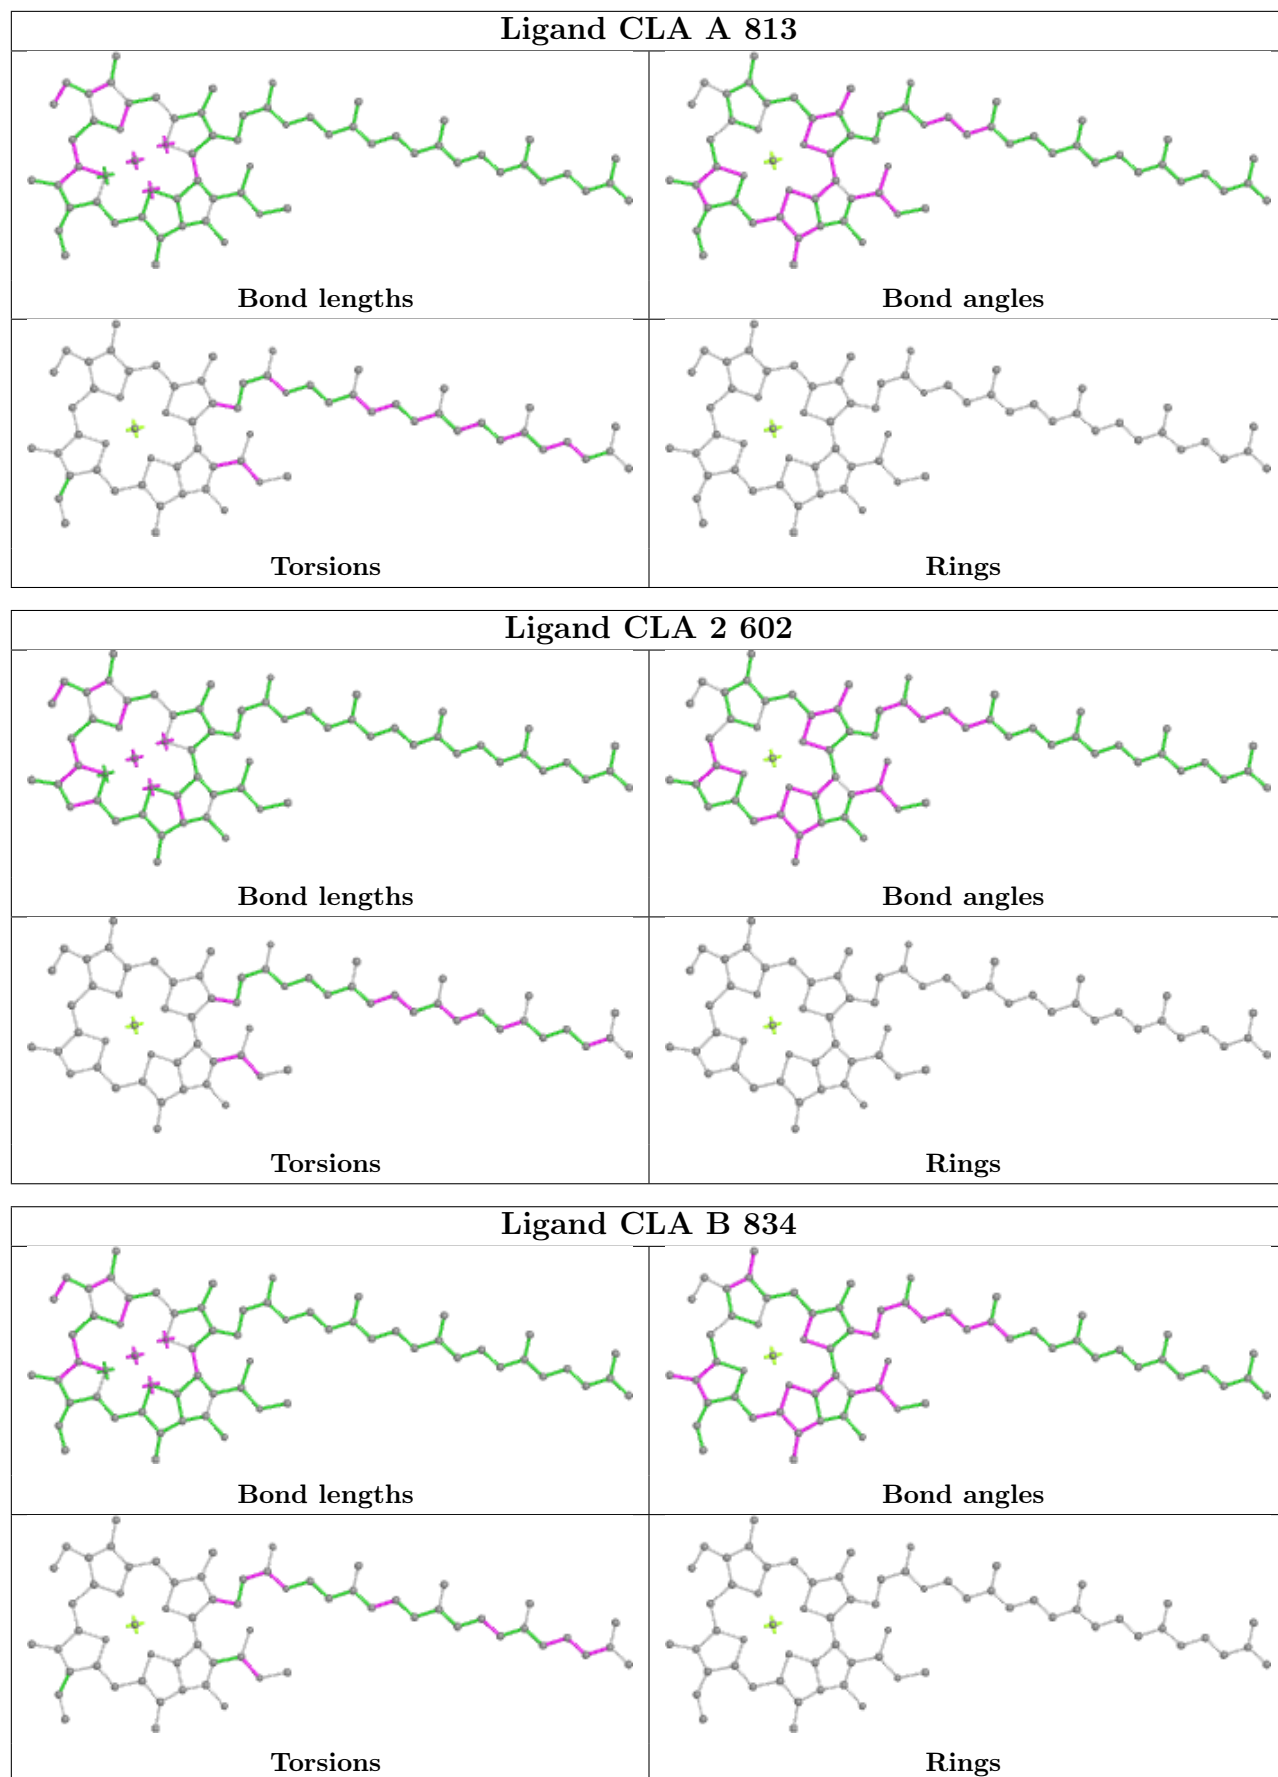 Ligand CLA A 813
Bond lengths
Bond angles
Torsions
Rings
Ligand CLA 2 602
Bond lengths
Bond angles
Torsions
Rings
Ligand CLA B 834
Bond lengths
Bond angles
Torsions
Rings